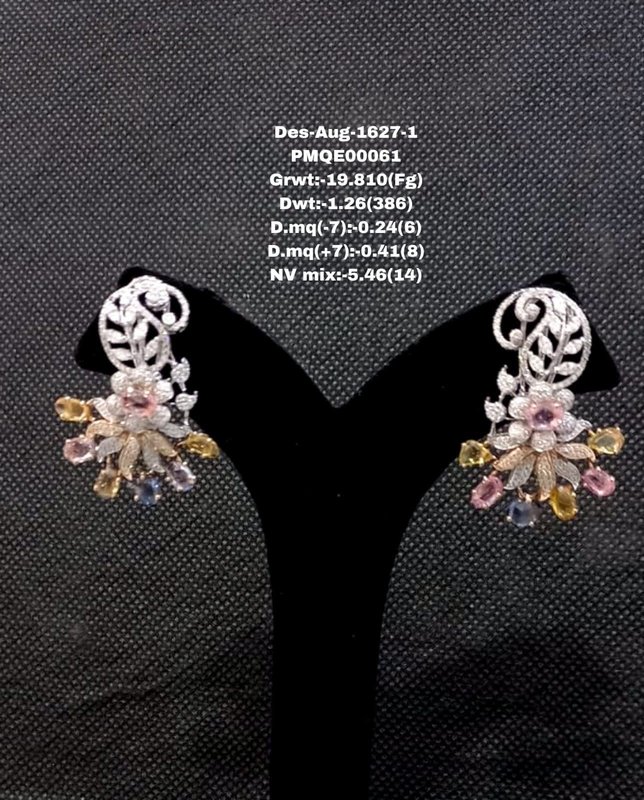 Des-Aug-1627-1
PMQE00061
Grwt:-19.810(Fg)
Dwt:-1.26(386)
D.mq(-7):-0.24(6)
D.mq(+7):-0.41(8)
NV mix:-5.46(14)